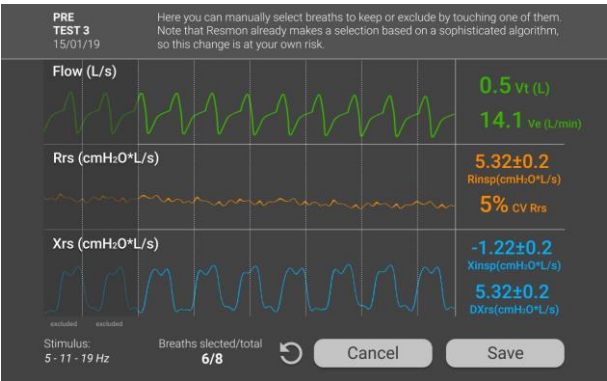 PRE
TEST 3
15/01/19
Here you can manually select breaths to keep or exclude by touching one of them.
Note that Resmon already makes a selection based on a sophisticated algorithm,
so this change is at your own risk.
Flow (L/s)
0.5 Vt (L)
14.1 Ve (L/min)
Rrs (cmH₂O*L/s)
5.32±0.2
Rinsp(cmH₂O*L/s)
5% CV Rrs
Xrs (cmH₂O*L/s)
-1.22±0.2
Xinsp(cmH₂O*L/s)
5.32±0.2
DXrs(cmH₂O*L/s)
excluded excluded
Stimulus:
5 - 11 - 19 Hz
Breaths slected/total
6/8
Cancel
Save